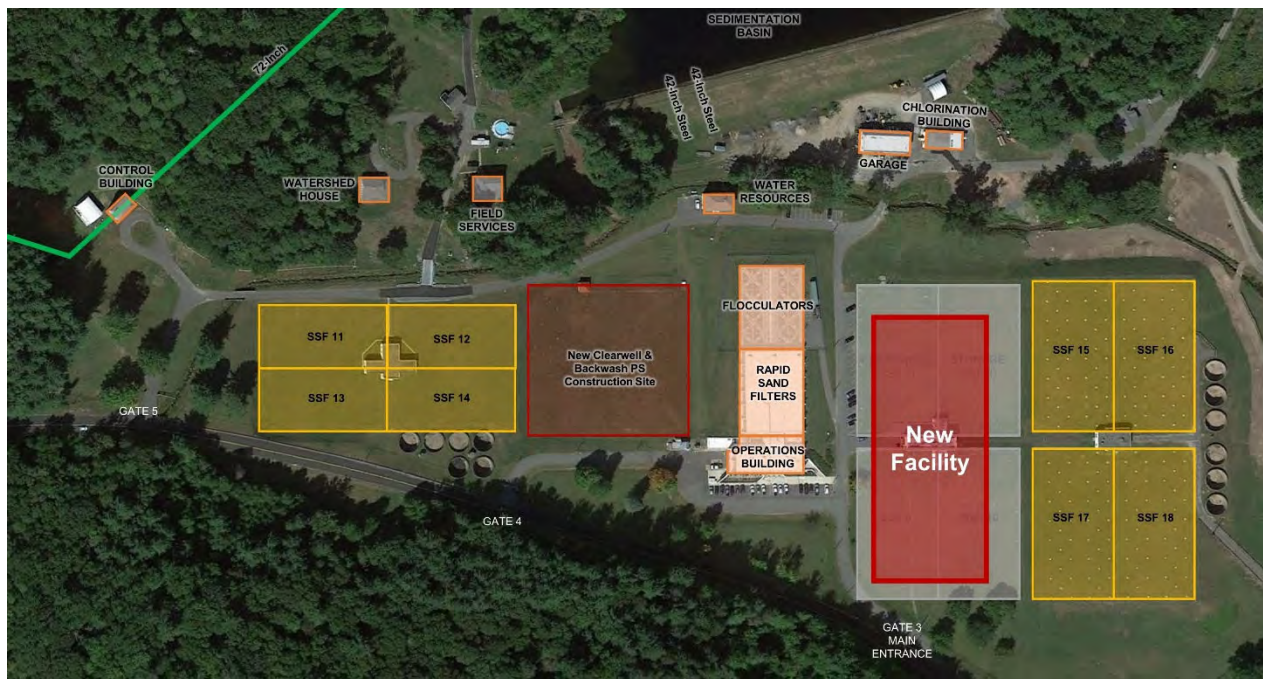 SEDIMENTATION
BASIN
72-Inch
42-Inch Steel
42-Inch Steel
CHLORINATION
BUILDING
GARAGE
CONTROL
BUILDING
WATERSHED
HOUSE
FIELD
SERVICES
WATER
RESOURCES
FLOCCULATORS
SSF 11
SSF 12
SSF 13
SSF 14
New Clearwell &
Backwash PS
Construction Site
RAPID
SAND
FILTERS
OPERATIONS
BUILDING
New
Facility
SSF 15
SSF 16
SSF 17
SSF 18
GATE 5
GATE 4
GATE 3
MAIN
ENTRANCE